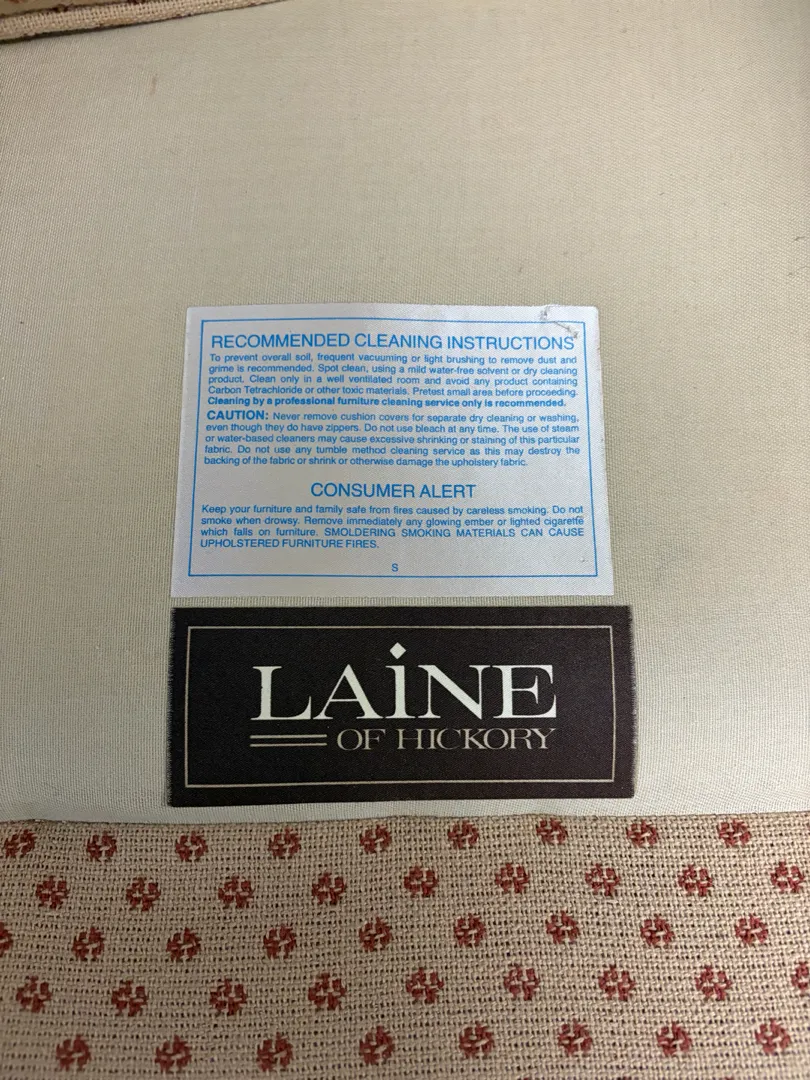 RECOMMENDED CLEANING INSTRUCTIONS
To prevent overall soil, frequent vacuuming or light brushing to remove dust and
grime is recommended. Spot clean, using a mild water-free solvent or dry cleaning
product. Clean only in a well ventilated room and avoid any product containing
Carbon Tetrachloride or other toxic materials. Pretest small area before proceeding.
Cleaning by a professional furniture cleaning service only is recommended.
CAUTION: Never remove cushion covers for separate dry cleaning or washing,
even though they do have zippers. Do not use bleach at any time. The use of steam
or water-based cleaners may cause excessive shrinking or staining of this particular
fabric. Do not use any tumble method cleaning service as this may destroy the
backing of the fabric or shrink or otherwise damage the upholstery fabric.
CONSUMER ALERT
Keep your furniture and family safe from fires caused by careless smoking. Do not
smoke when drowsy. Remove immediately any glowing ember or lighted cigarette
which falls on furniture. SMOLDERING SMOKING MATERIALS CAN CAUSE
UPHOLSTERED FURNITURE FIRES.
S
LAiNE
OF HICKORY